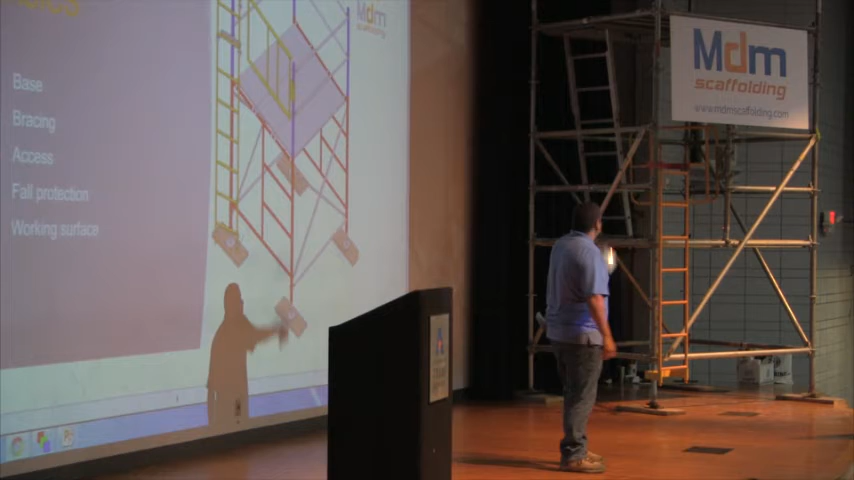 Base
Bracing
Access
Fall protection
Working surface
Mdm
scaffolding
Mdm
scaffolding
www.mdmscaffolding.com